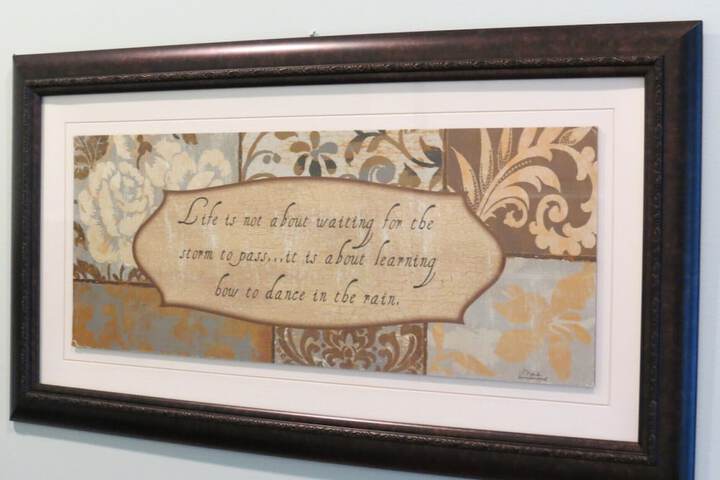 Life is not about waiting for the
storm to pass...it is about learning
how to dance in the rain.